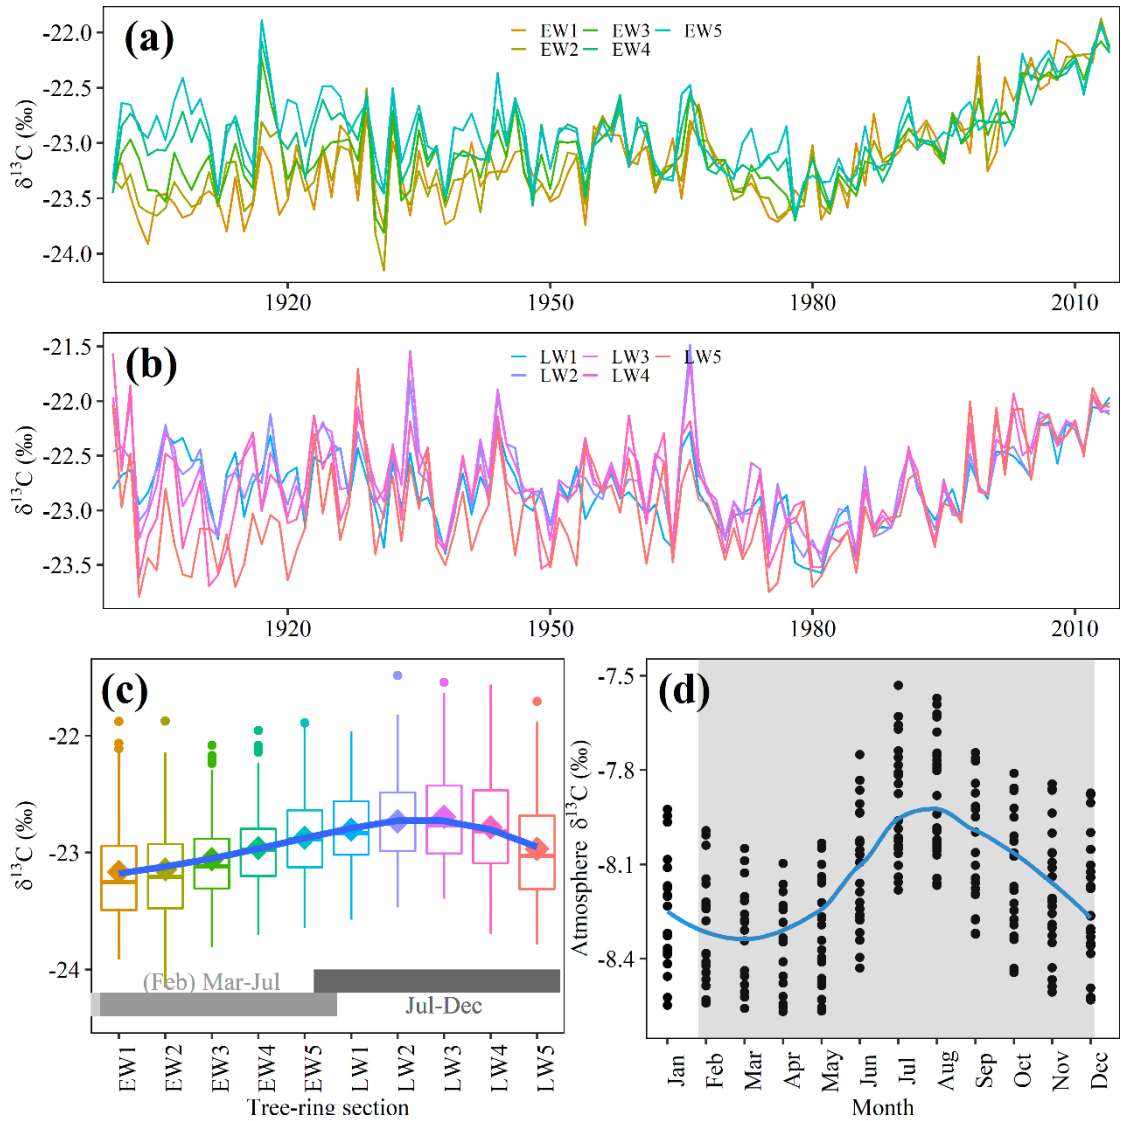 (a)
EW1 EW3 EW5
EW2 EW4
δ13C (‰)
-22.0
-22.5
-23.0
-23.5
-24.0
1920 1950 1980 2010
(b)
LW1 LW3 LW5
LW2 LW4
δ13C (‰)
-21.5
-22.0
-22.5
-23.0
-23.5
1920 1950 1980 2010
(c)
δ13C (‰)
-22
-23
-24
(Feb) Mar-Jul
Jul-Dec
EW1 EW2 EW3 EW4 EW5 LW1 LW2 LW3 LW4 LW5
Tree-ring section
(d)
Atmosphere δ13C (‰)
-7.5
-7.8
-8.1
-8.4
Jan Feb Mar Apr May Jun Jul Aug Sep Oct Nov Dec
Month